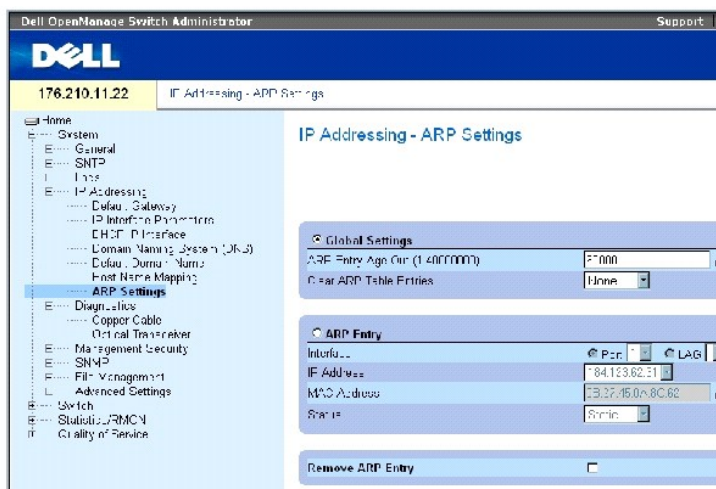 Dell OpenManage Switch Administrator Support
DELL
176.210.11.22 IP Addressing - ARP Settings
Home
System
General
SNTP
Logs
IP Addressing
Default Gateway
IP Interface Parameters
DHCP IP Interface
Domain Naming System (DNS)
Default Domain Name
Host Name Mapping
ARP Settings
Diagnostics
Copper Cable
Optical Transceiver
Management Security
SNMP
File Management
Advanced Settings
Switch
Statistics/RMON
Quality of Service
IP Addressing - ARP Settings
Global Settings
ARP Entry Age Out (1-40000000)
Clear ARP Table Entries None
ARP Entry
Interface Port LAG
IP Address
MAC Address
Status Static
Remove ARP Entry